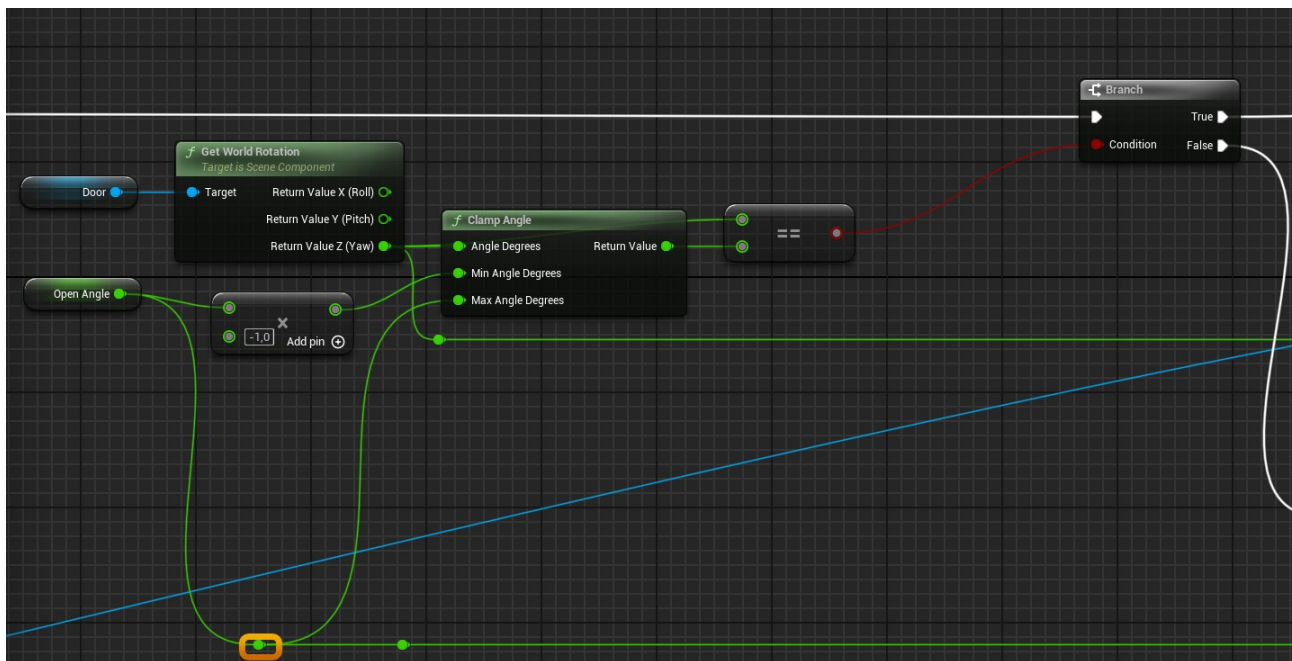 Branch
True
Condition
False
f Get World Rotation
Target is Scene Component
Door
Target
Return Value X (Roll)
Return Value Y (Pitch)
Return Value Z (Yaw)
f Clamp Angle
Angle Degrees
Return Value
Min Angle Degrees
Max Angle Degrees
==
Open Angle
×
-1,0
Add pin